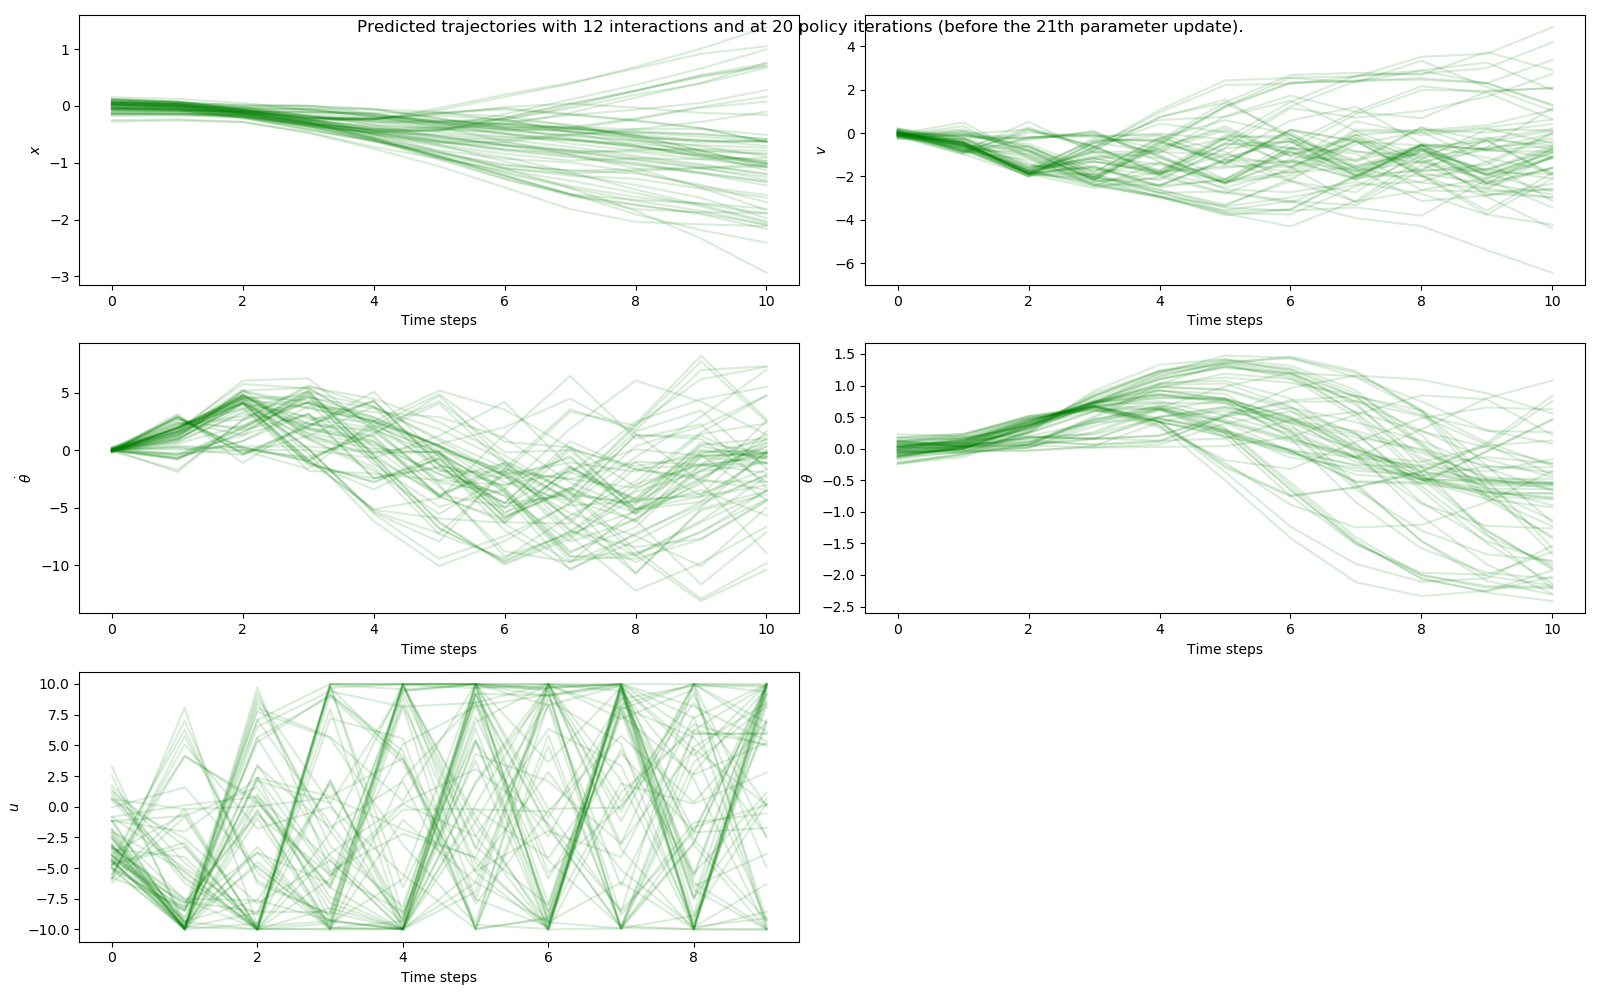 Predicted trajectories with 12 interactions and at 20 policy iterations (before the 21th parameter update).
1
0
−1
−2
−3
x
0 2 4 6 8 10
Time steps
4
2
0
−2
−4
−6
v
0 2 4 6 8 10
Time steps
5
0
−5
−10
θ̇
0 2 4 6 8 10
Time steps
1.5
1.0
0.5
0.0
−0.5
−1.0
−1.5
−2.0
−2.5
θ
0 2 4 6 8 10
Time steps
10.0
7.5
5.0
2.5
0.0
−2.5
−5.0
−7.5
−10.0
u
0 2 4 6 8
Time steps